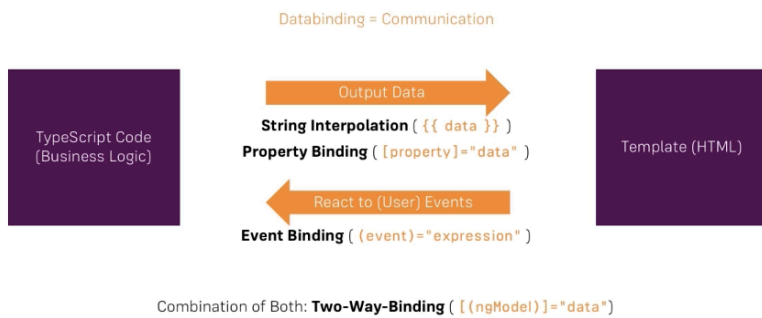 Databinding = Communication
TypeScript Code
(Business Logic)
Output Data
String Interpolation ( {{ data }} )
Property Binding ( [property]="data" )
React to (User) Events
Event Binding ( (event)="expression" )
Template (HTML)
Combination of Both: Two-Way-Binding ( [(ngModel)]="data")